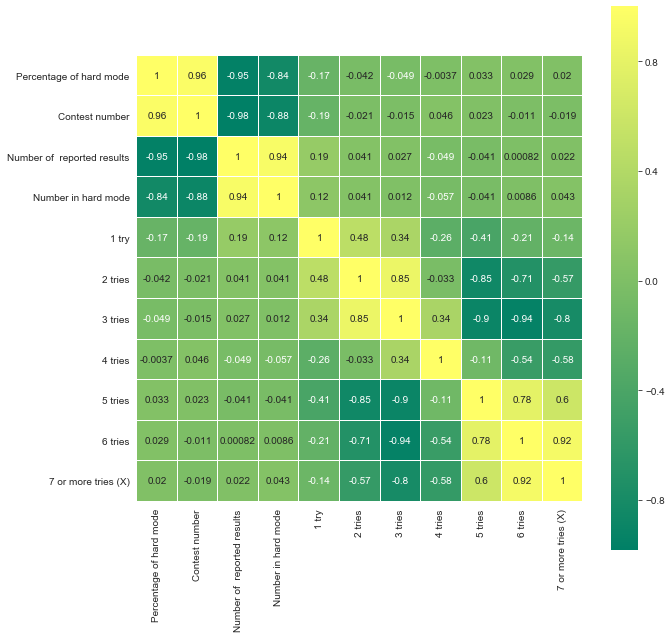 Percentage of hard mode 1 0.96 -0.95 -0.84 -0.17 -0.042 -0.049 -0.0037 0.033 0.029 0.02
Contest number 0.96 1 -0.98 -0.88 -0.19 -0.021 -0.015 0.046 0.023 -0.011 -0.019
Number of  reported results -0.95 -0.98 1 0.94 0.19 0.041 0.027 -0.049 -0.041 0.00082 0.022
Number in hard mode -0.84 -0.88 0.94 1 0.12 0.041 0.012 -0.057 -0.041 0.0086 0.043
1 try -0.17 -0.19 0.19 0.12 1 0.48 0.34 -0.26 -0.41 -0.21 -0.14
2 tries -0.042 -0.021 0.041 0.041 0.48 1 0.85 -0.033 -0.85 -0.71 -0.57
3 tries -0.049 -0.015 0.027 0.012 0.34 0.85 1 0.34 -0.9 -0.94 -0.8
4 tries -0.0037 0.046 -0.049 -0.057 -0.26 -0.033 0.34 1 -0.11 -0.54 -0.58
5 tries 0.033 0.023 -0.041 -0.041 -0.41 -0.85 -0.9 -0.11 1 0.78 0.6
6 tries 0.029 -0.011 0.00082 0.0086 -0.21 -0.71 -0.94 -0.54 0.78 1 0.92
7 or more tries (X) 0.02 -0.019 0.022 0.043 -0.14 -0.57 -0.8 -0.58 0.6 0.92 1
Percentage of hard mode
Contest number
Number of  reported results
Number in hard mode
1 try
2 tries
3 tries
4 tries
5 tries
6 tries
7 or more tries (X)
0.8
0.4
0.0
-0.4
-0.8